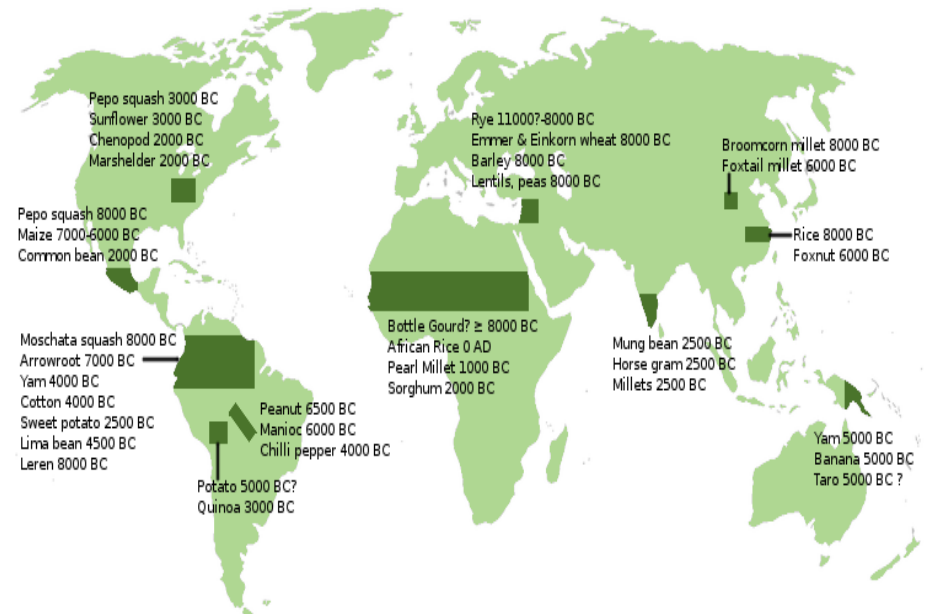 Pepo squash 3000 BC
Sunflower 3000 BC
Chenopod 2000 BC
Marshelder 2000 BC
Pepo squash 8000 BC
Maize 7000-6000 BC
Common bean 2000 BC
Moschata squash 8000 BC
Arrowroot 7000 BC
Yam 4000 BC
Cotton 4000 BC
Sweet potato 2500 BC
Lima bean 4500 BC
Leren 8000 BC
Peanut 6500 BC
Manioc 6000 BC
Chilli pepper 4000 BC
Potato 5000 BC?
Quinoa 3000 BC
Rye 11000?-8000 BC
Emmer & Einkorn wheat 8000 BC
Barley 8000 BC
Lentils, peas 8000 BC
Bottle Gourd? ≥ 8000 BC
African Rice 0 AD
Pearl Millet 1000 BC
Sorghum 2000 BC
Broomcorn millet 8000 BC
Foxtail millet 6000 BC
Rice 8000 BC
Foxnut 6000 BC
Mung bean 2500 BC
Horse gram 2500 BC
Millets 2500 BC
Yam 5000 BC
Banana 5000 BC
Taro 5000 BC ?